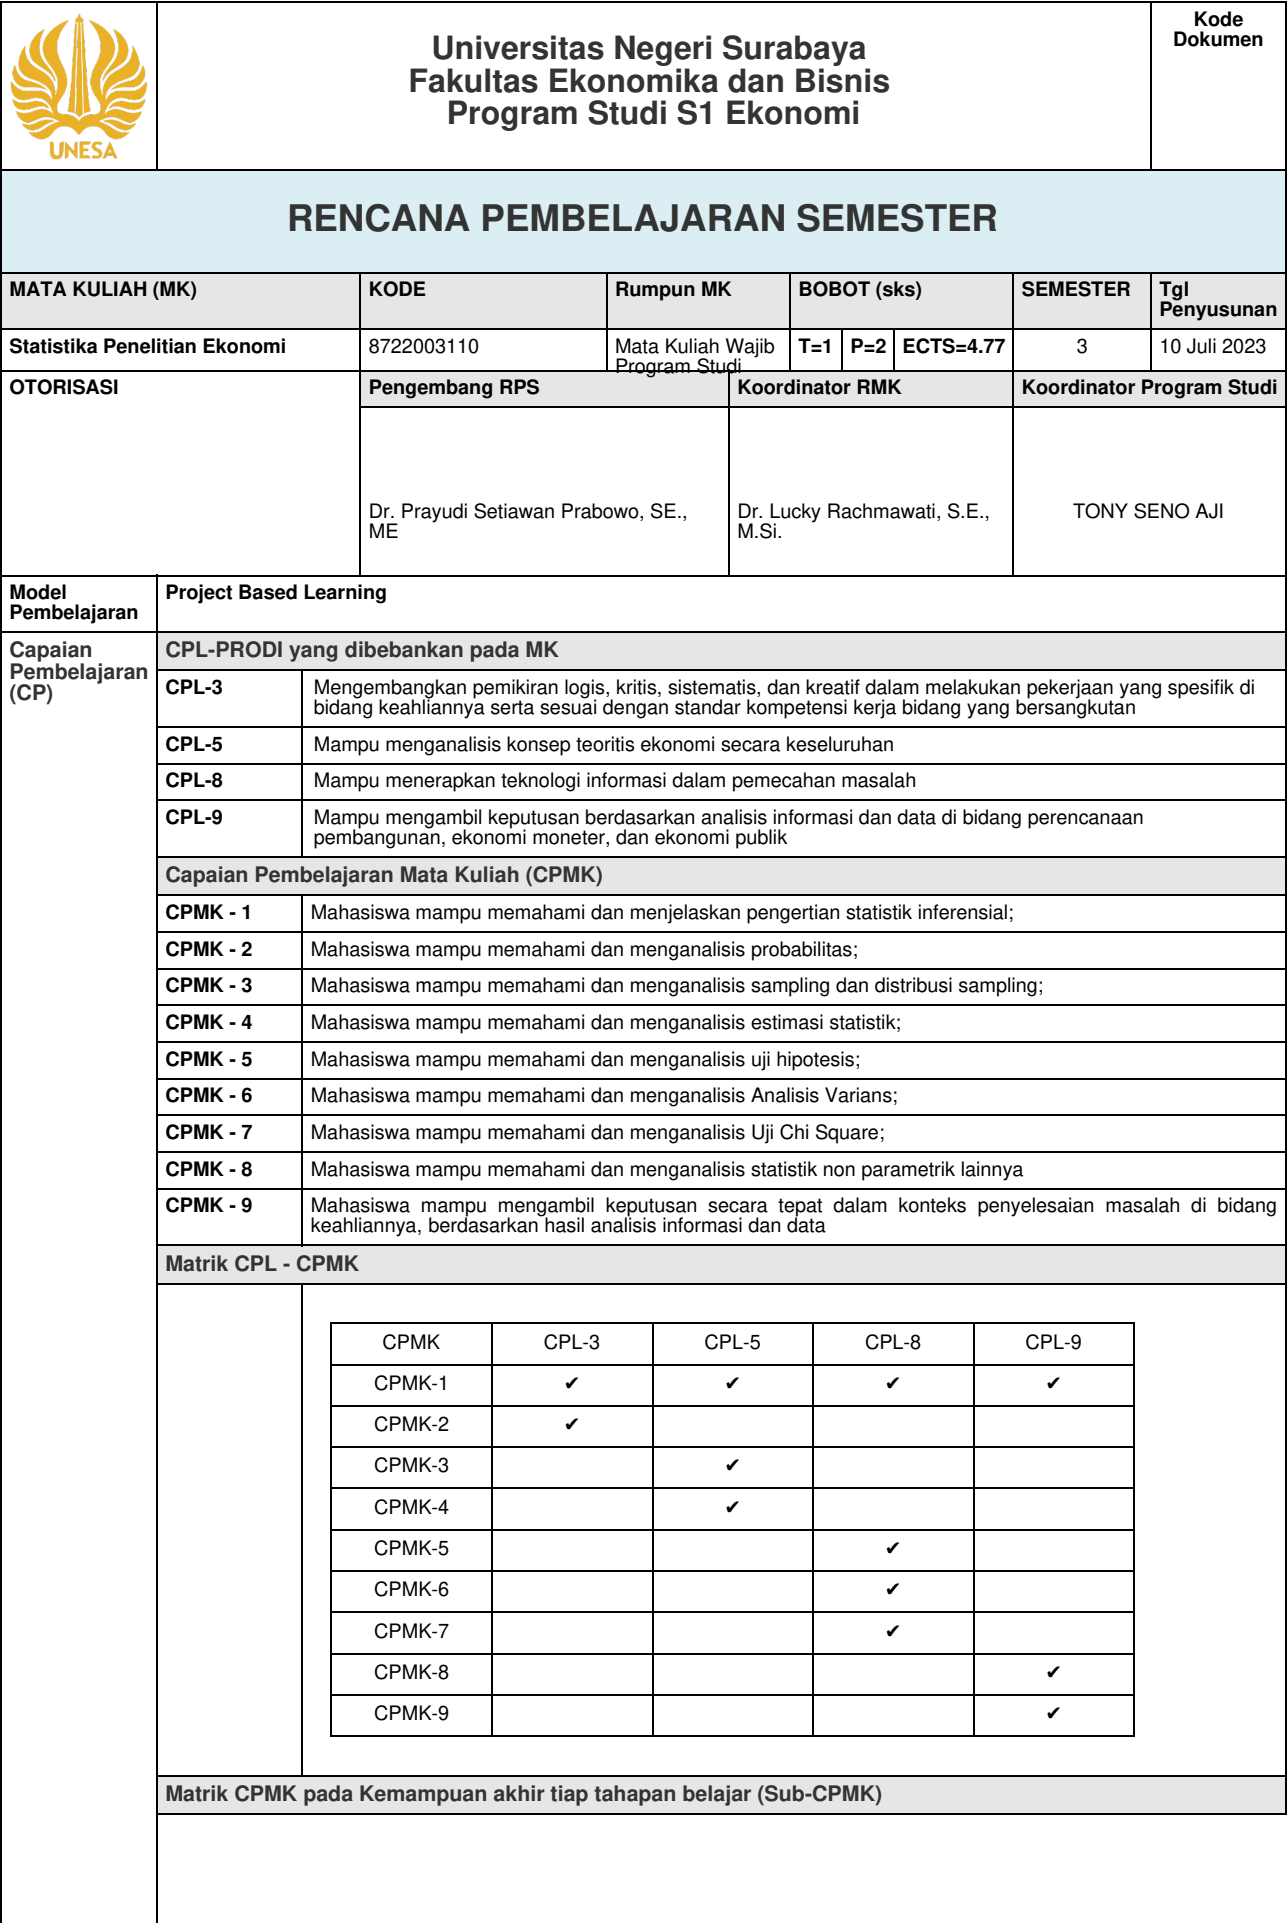 UNESA
Universitas Negeri Surabaya
Fakultas Ekonomika dan Bisnis
Program Studi S1 Ekonomi
Kode
Dokumen
RENCANA PEMBELAJARAN SEMESTER
MATA KULIAH (MK) KODE Rumpun MK BOBOT (sks) SEMESTER Tgl
Penyusunan
Statistika Penelitian Ekonomi 8722003110 Mata Kuliah Wajib
Program Studi T=1 P=2 ECTS=4.77 3 10 Juli 2023
OTORISASI Pengembang RPS Koordinator RMK Koordinator Program Studi
Dr. Prayudi Setiawan Prabowo, SE.,
ME
Dr. Lucky Rachmawati, S.E.,
M.Si.
TONY SENO AJI
Model
Pembelajaran
Project Based Learning
Capaian
Pembelajaran
(CP)
CPL-PRODI yang dibebankan pada MK
CPL-3 Mengembangkan pemikiran logis, kritis, sistematis, dan kreatif dalam melakukan pekerjaan yang spesifik di
bidang keahliannya serta sesuai dengan standar kompetensi kerja bidang yang bersangkutan
CPL-5 Mampu menganalisis konsep teoritis ekonomi secara keseluruhan
CPL-8 Mampu menerapkan teknologi informasi dalam pemecahan masalah
CPL-9 Mampu mengambil keputusan berdasarkan analisis informasi dan data di bidang perencanaan
pembangunan, ekonomi moneter, dan ekonomi publik
Capaian Pembelajaran Mata Kuliah (CPMK)
CPMK - 1 Mahasiswa mampu memahami dan menjelaskan pengertian statistik inferensial;
CPMK - 2 Mahasiswa mampu memahami dan menganalisis probabilitas;
CPMK - 3 Mahasiswa mampu memahami dan menganalisis sampling dan distribusi sampling;
CPMK - 4 Mahasiswa mampu memahami dan menganalisis estimasi statistik;
CPMK - 5 Mahasiswa mampu memahami dan menganalisis uji hipotesis;
CPMK - 6 Mahasiswa mampu memahami dan menganalisis Analisis Varians;
CPMK - 7 Mahasiswa mampu memahami dan menganalisis Uji Chi Square;
CPMK - 8 Mahasiswa mampu memahami dan menganalisis statistik non parametrik lainnya
CPMK - 9 Mahasiswa mampu mengambil keputusan secara tepat dalam konteks penyelesaian masalah di bidang
keahliannya, berdasarkan hasil analisis informasi dan data
Matrik CPL - CPMK
CPMK CPL-3 CPL-5 CPL-8 CPL-9
CPMK-1 ✔ ✔ ✔ ✔
CPMK-2 ✔
CPMK-3 ✔
CPMK-4 ✔
CPMK-5 ✔
CPMK-6 ✔
CPMK-7 ✔
CPMK-8 ✔
CPMK-9 ✔
Matrik CPMK pada Kemampuan akhir tiap tahapan belajar (Sub-CPMK)